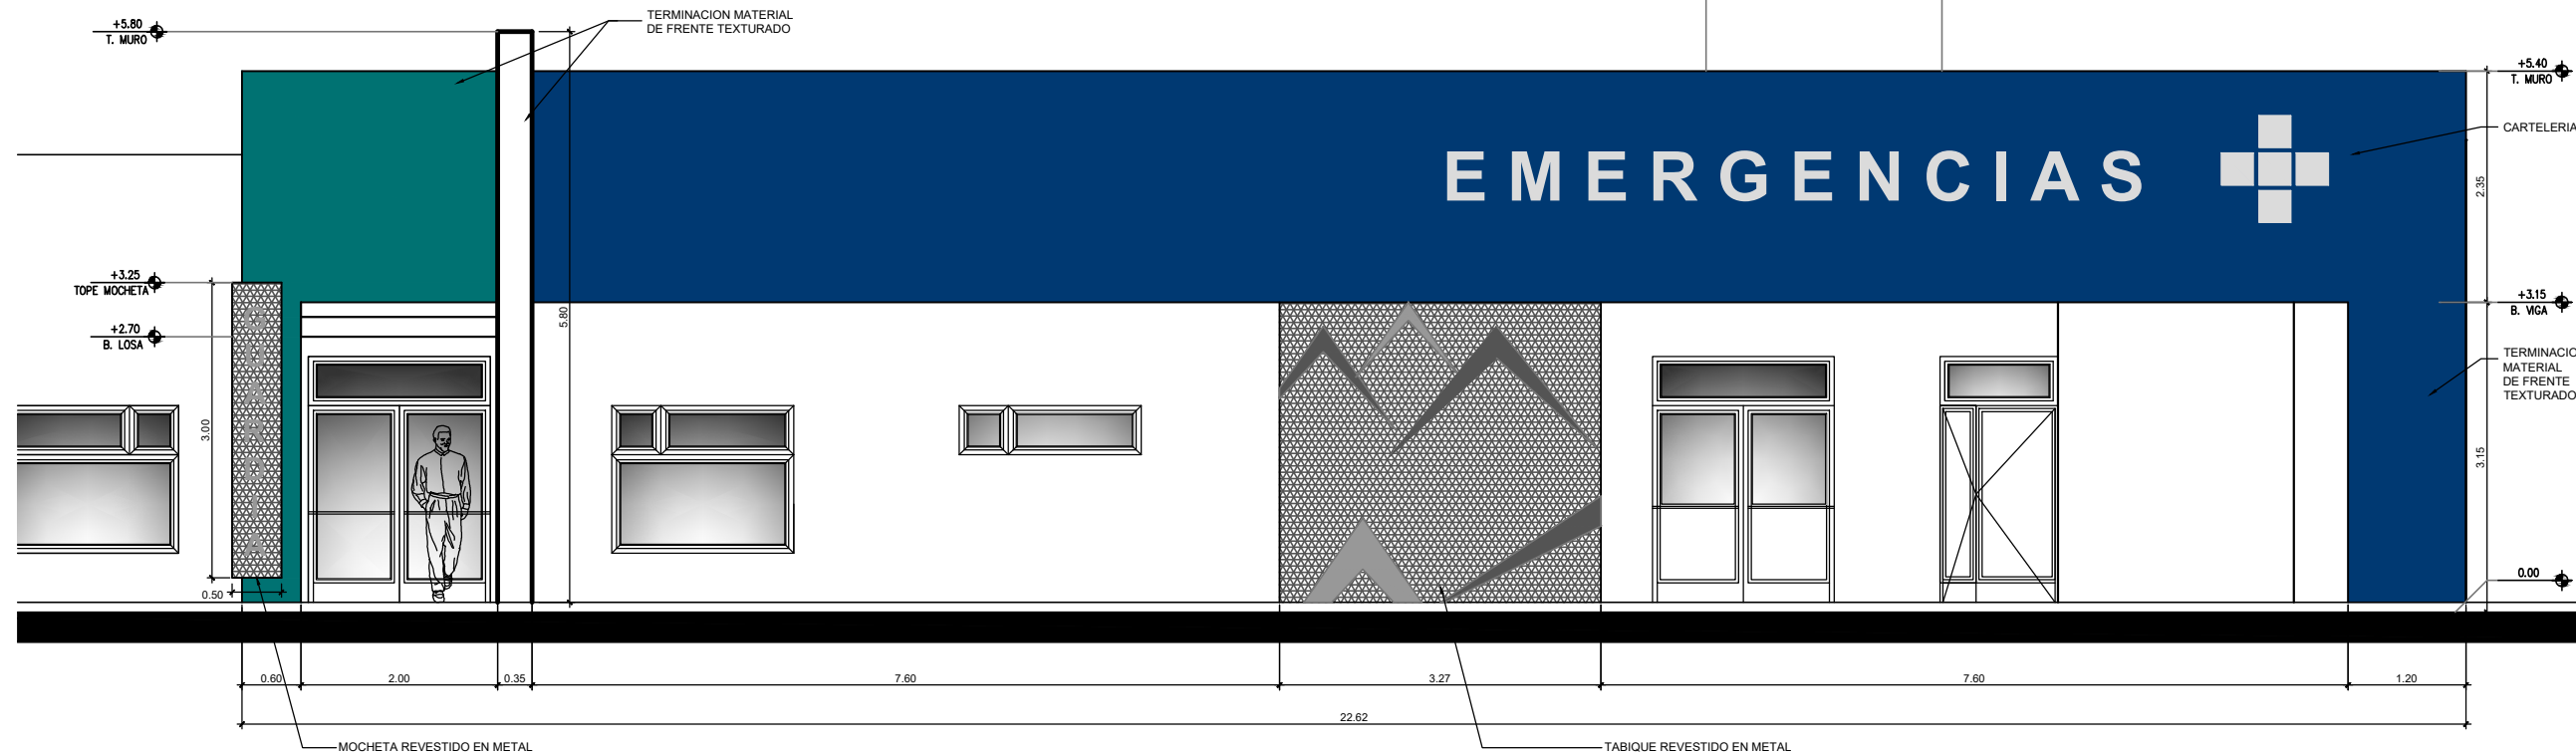 +5.80
T. MURO
TERMINACION MATERIAL
DE FRENTE TEXTURADO
+5.40
T. MURO
CARTELERIA
EMERGENCIAS
2.35
+3.25
TOPE MOCHETA
+2.70
B. LOSA
GUARDIA
3.00
0.50
5.80
+3.15
B. VIGA
TERMINACIO
MATERIAL
DE FRENTE
TEXTURADO
3.15
0.00
0.60
2.00
0.35
7.60
3.27
7.60
1.20
22.62
MOCHETA REVESTIDO EN METAL
TABIQUE REVESTIDO EN METAL